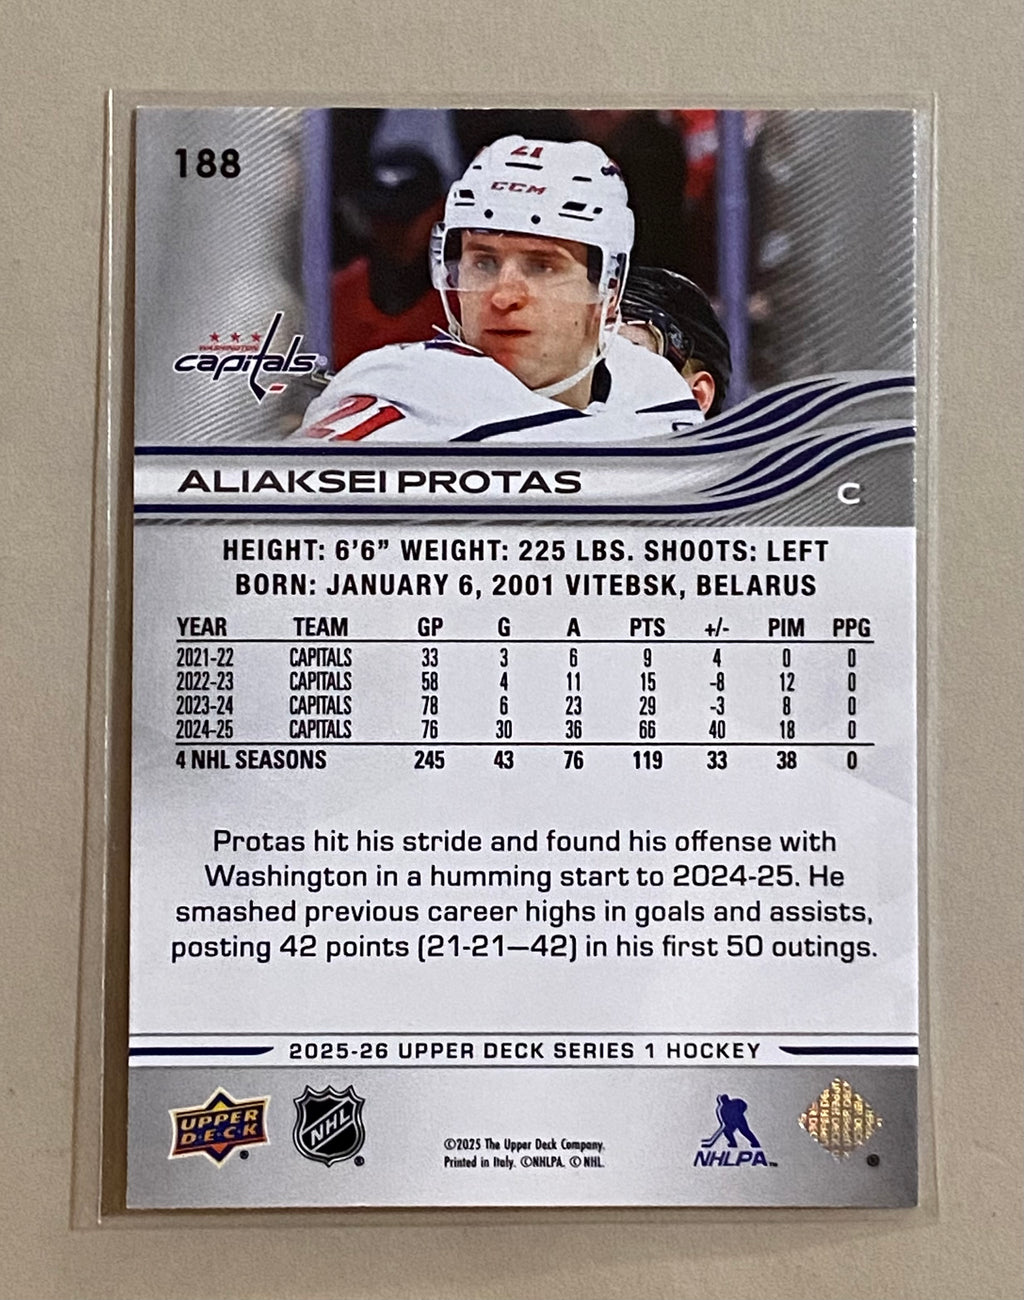 188
21
CCM
WASHINGTON
capitals
21
ALIAKSEI PROTAS
C
HEIGHT: 6'6" WEIGHT: 225 LBS. SHOOTS: LEFT
BORN: JANUARY 6, 2001 VITEBSK, BELARUS
YEAR TEAM GP G A PTS +/- PIM PPG
2021-22 CAPITALS 33 3 6 9 4 0 0
2022-23 CAPITALS 58 4 11 15 -8 12 0
2023-24 CAPITALS 78 6 23 29 -3 8 0
2024-25 CAPITALS 76 30 36 66 40 18 0
4 NHL SEASONS 245 43 76 119 33 38 0
Protas hit his stride and found his offense with
Washington in a humming start to 2024-25. He
smashed previous career highs in goals and assists,
posting 42 points (21-21—42) in his first 50 outings.
2025-26 UPPER DECK SERIES 1 HOCKEY
UPPER DECK ®
NHL ®
©2025 The Upper Deck Company.
Printed in Italy. ©NHLPA. © NHL.
NHLPA™
®